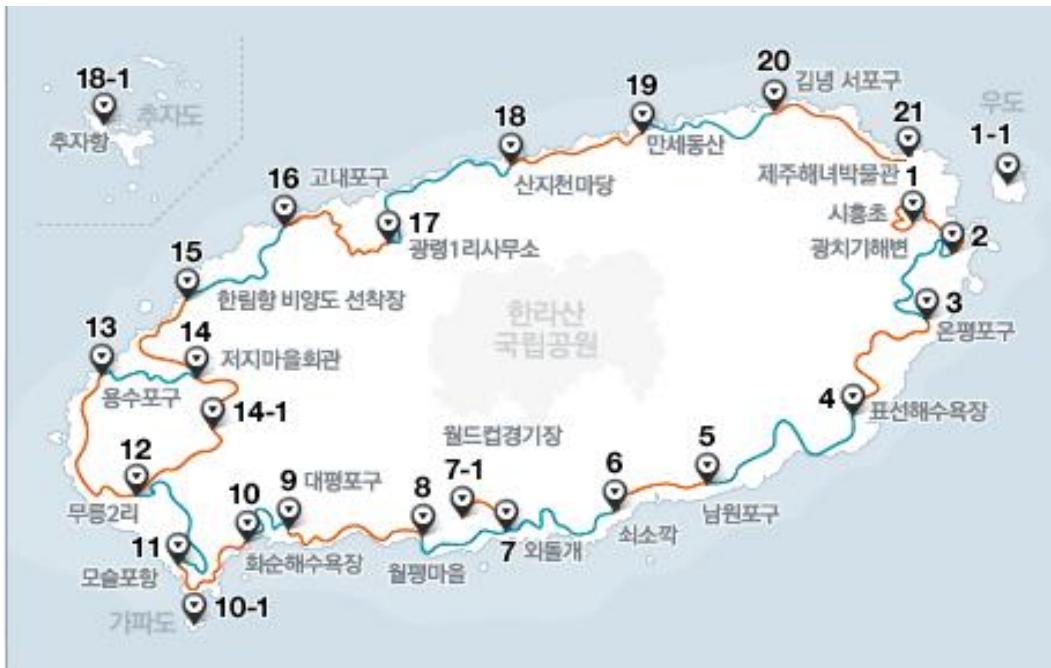 20
김녕 서포구
19
18-1
추자도
추자항
우도
21
1-1
18
만세동산
제주해녀박물관
산지천마당
고내포구
16
1
시흥초
17
광령1리사무소
2
광치기해변
15
한림항 비양도 선착장
3
온평포구
한라산
국립공원
13
14
저지마을회관
용수포구
14-1
4
표선해수욕장
월드컵경기장
5
12
6
7-1
대평포구
9
8
10
남원포구
무릉2리
쇠소깍
11
7
외돌개
화순해수욕장
월평마을
모슬포항
10-1
가파도